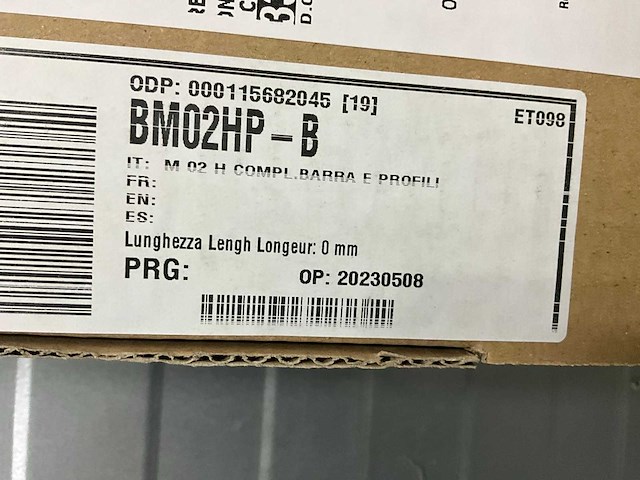 ODP: 000115682045 [19]
ET098
BM02HP-B
IT: M 02 H COMPL.BARRA E PROFILI
FR:
EN:
ES:
Lunghezza Lengh Longeur: 0 mm
PRG: OP: 20230508